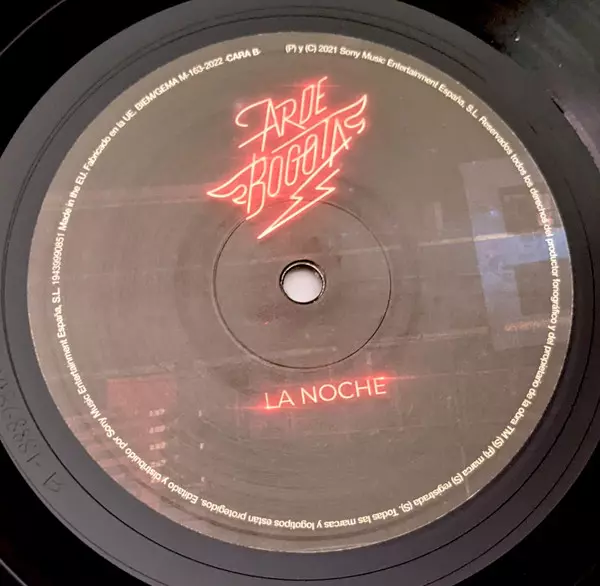 ARDE
BOGOTÁ
LA NOCHE
(P) y (C) 2021 Sony Music Entertainment España, S.L. Reservados todos los derechos del productor fonográfico y del propietario de la obra TM (S) (R) marca (S) registrada (S). Todas las marcas y logotipos están protegidos. Editado y distribuido por Sony Music Entertainment España, S.L. 19439990851 Made in the EU. Fabricado en la UE. BIEM/GEMA M-163-2022 -CARA B-